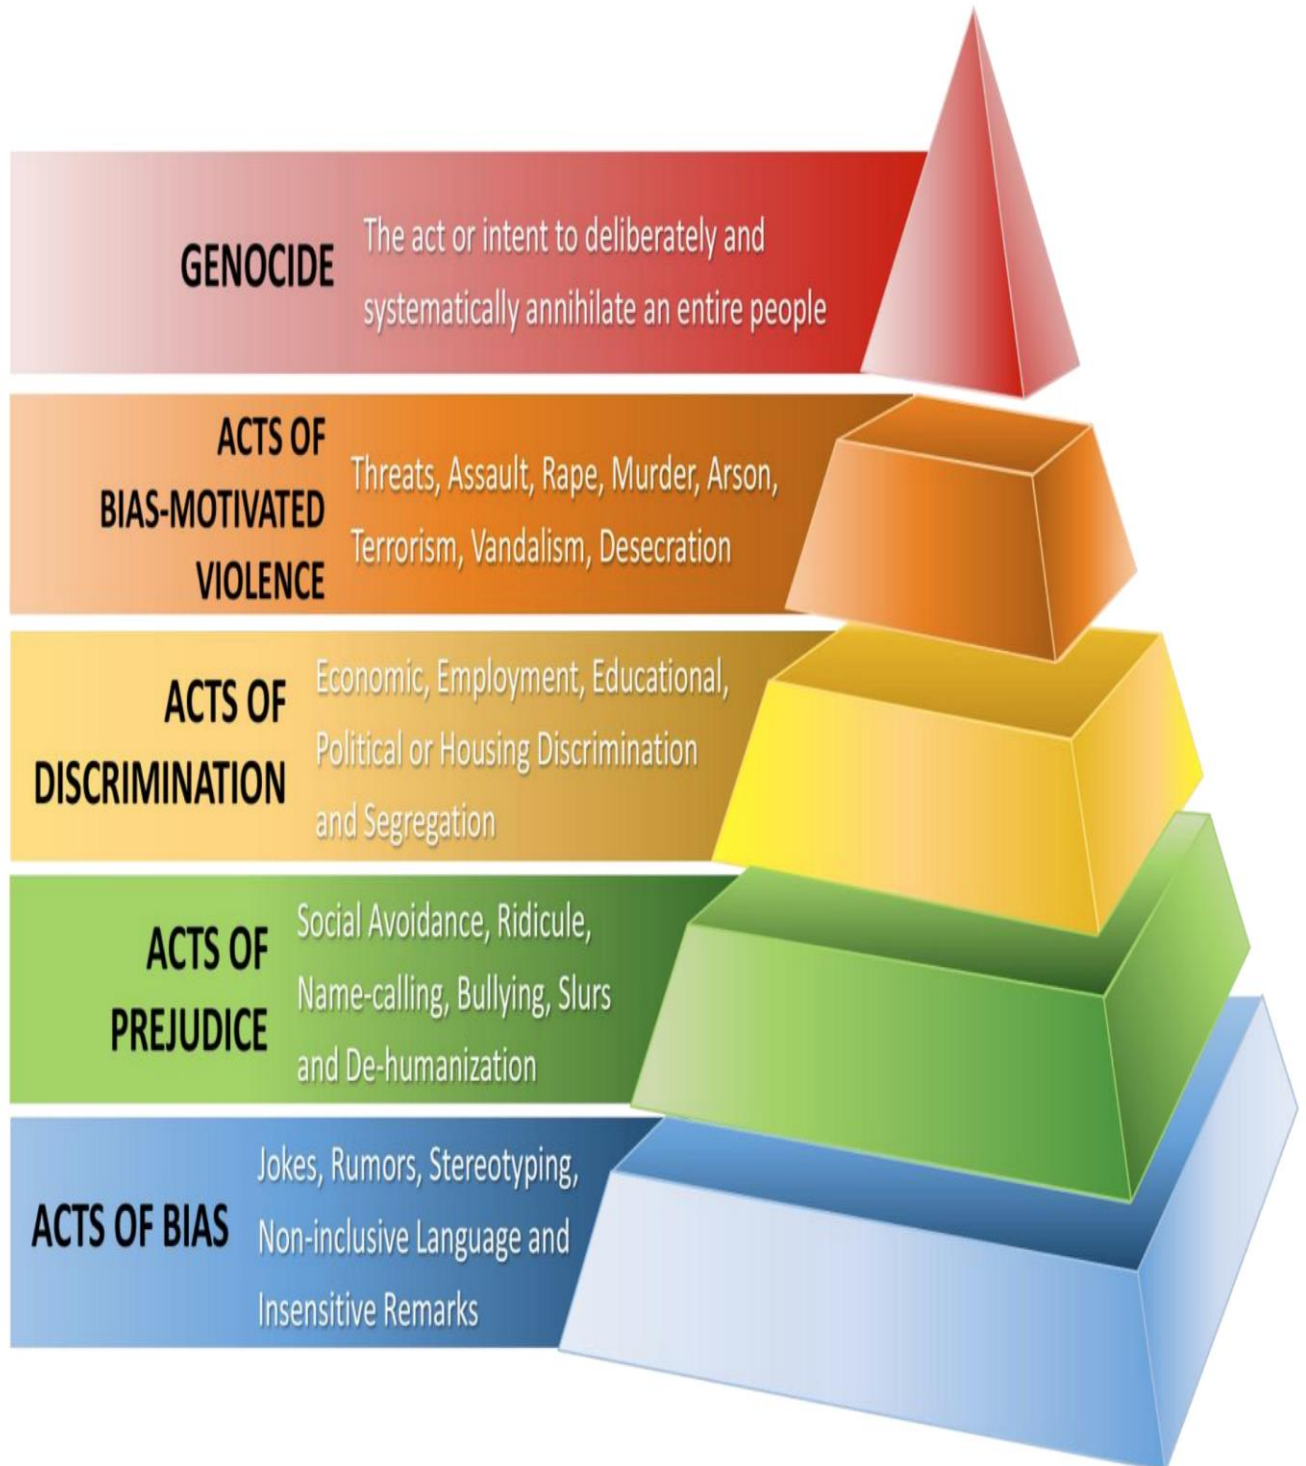 GENOCIDE
The act or intent to deliberately and
systematically annihilate an entire people
ACTS OF
BIAS-MOTIVATED
VIOLENCE
Threats, Assault, Rape, Murder, Arson,
Terrorism, Vandalism, Desecration
ACTS OF
DISCRIMINATION
Economic, Employment, Educational,
Political or Housing Discrimination
and Segregation
ACTS OF
PREJUDICE
Social Avoidance, Ridicule,
Name-calling, Bullying, Slurs
and De-humanization
ACTS OF BIAS
Jokes, Rumors, Stereotyping,
Non-inclusive Language and
Insensitive Remarks